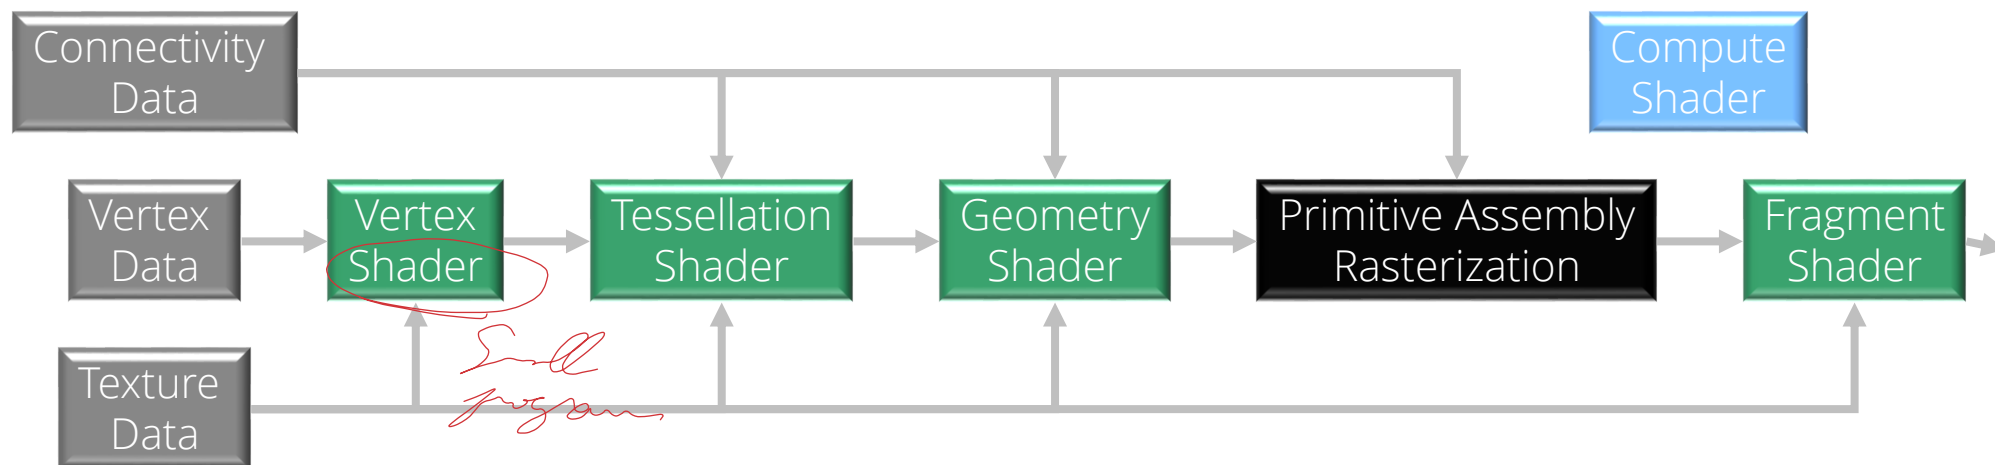 Connectivity
Data
Compute
Shader
Vertex
Data
Vertex
Shader
Tessellation
Shader
Geometry
Shader
Primitive Assembly
Rasterization
Fragment
Shader
Small
program
Texture
Data